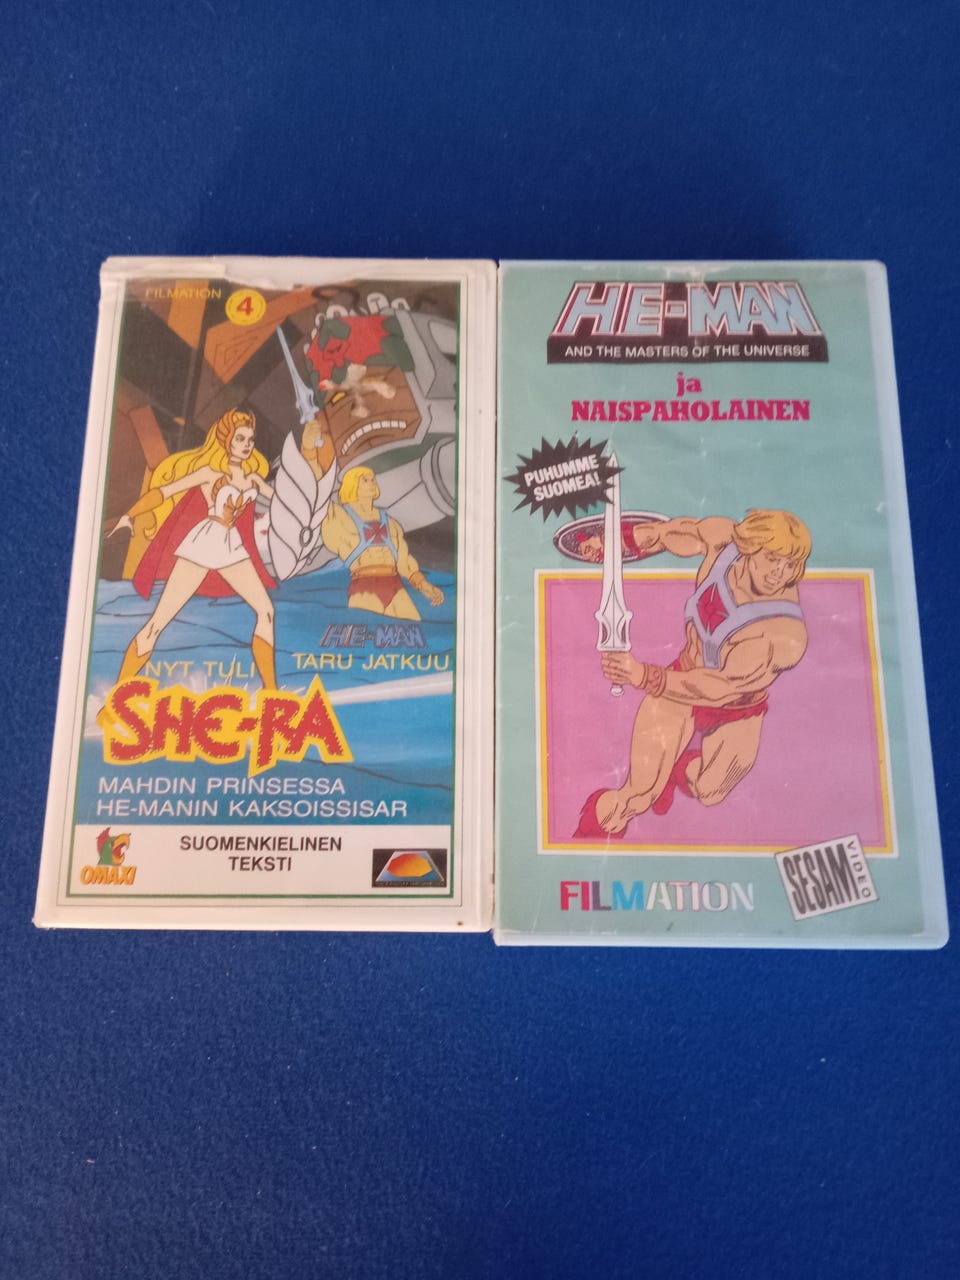 FILMATION
4
HE-MAN
NYT TULI
TARU JATKUU
SHE-RA
MAHDIN PRINSESSA
HE-MANIN KAKSOISSISAR
SUOMENKIELINEN
TEKSTI
OMAXI
HE-MAN
AND THE MASTERS OF THE UNIVERSE
ja
NAISPAHOLAINEN
PUHUMME
SUOMEA!
FILMATION
SESAM
VIDEO